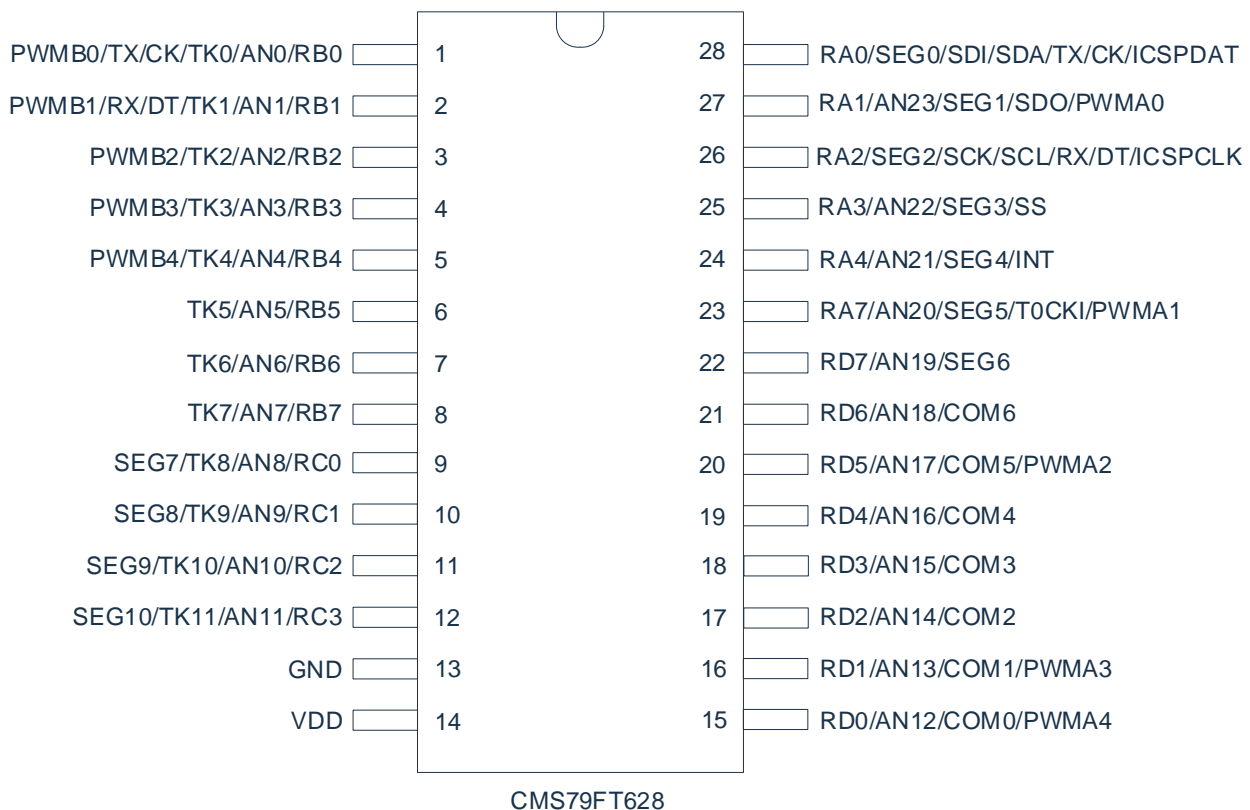 PWMB0/TX/CK/TK0/AN0/RB0 1 28 RA0/SEG0/SDI/SDA/TX/CK/ICSPDAT
PWMB1/RX/DT/TK1/AN1/RB1 2 27 RA1/AN23/SEG1/SDO/PWMA0
PWMB2/TK2/AN2/RB2 3 26 RA2/SEG2/SCK/SCL/RX/DT/ICSPCLK
PWMB3/TK3/AN3/RB3 4 25 RA3/AN22/SEG3/SS
PWMB4/TK4/AN4/RB4 5 24 RA4/AN21/SEG4/INT
TK5/AN5/RB5 6 23 RA7/AN20/SEG5/T0CKI/PWMA1
TK6/AN6/RB6 7 22 RD7/AN19/SEG6
TK7/AN7/RB7 8 21 RD6/AN18/COM6
SEG7/TK8/AN8/RC0 9 20 RD5/AN17/COM5/PWMA2
SEG8/TK9/AN9/RC1 10 19 RD4/AN16/COM4
SEG9/TK10/AN10/RC2 11 18 RD3/AN15/COM3
SEG10/TK11/AN11/RC3 12 17 RD2/AN14/COM2
GND 13 16 RD1/AN13/COM1/PWMA3
VDD 14 15 RD0/AN12/COM0/PWMA4
CMS79FT628